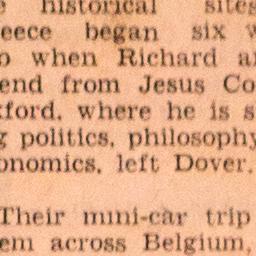 historical sites
eece began six w
o when Richard a
end from Jesus Co
xford, where he is s
g politics, philosophy
onomics, left Dover.
Their mini-car trip
em across Belgium,